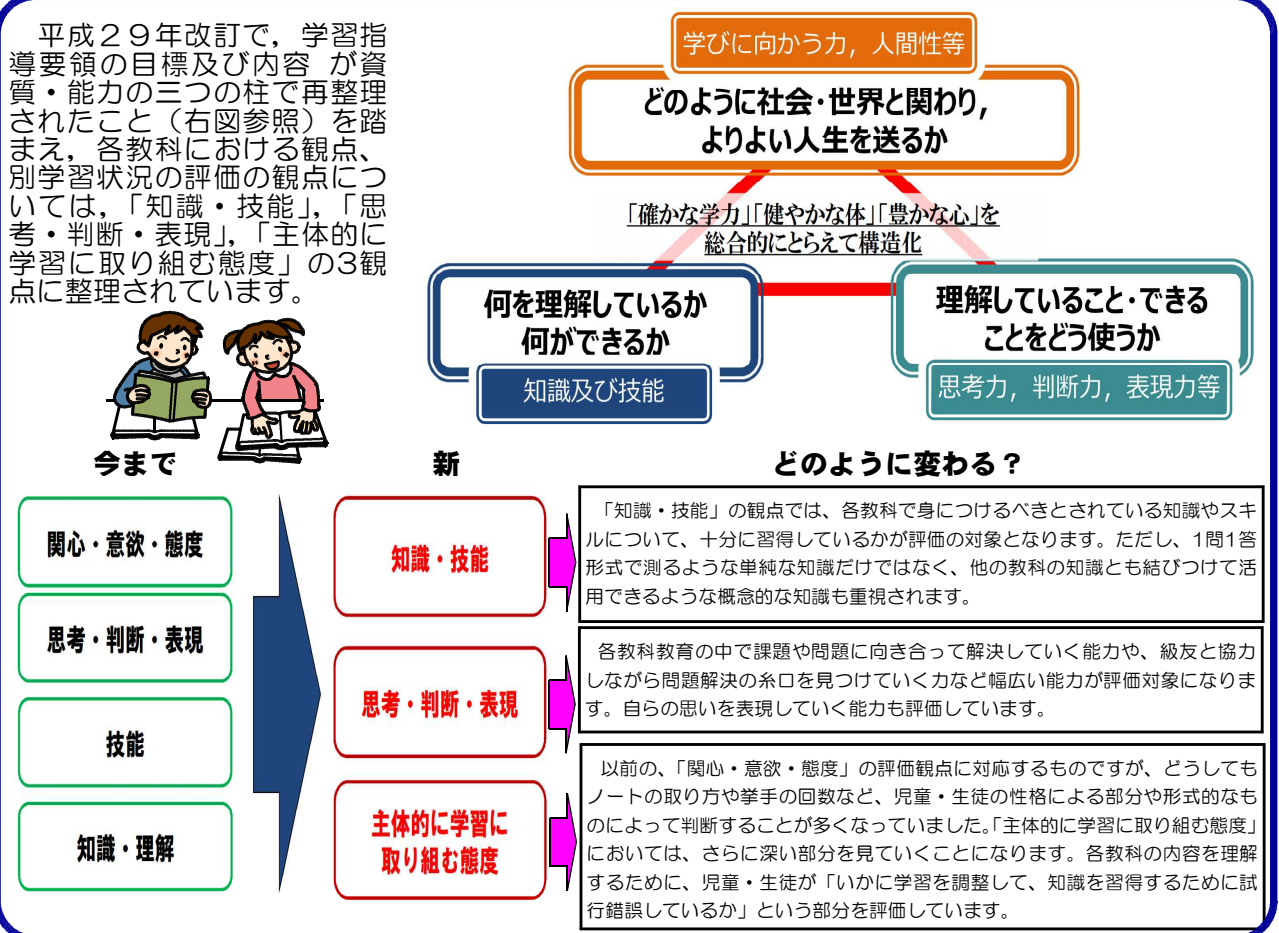 平成２９年改訂で，学習指
導要領の目標及び内容 が資
質・能力の三つの柱で再整理
されたこと（右図参照）を踏
まえ，各教科における観点、
別学習状況の評価の観点につ
いては，「知識・技能」，「思
考・判断・表現」，「主体的に
学習に取り組む態度」の3観
点に整理されています。
学びに向かう力，人間性等
どのように社会・世界と関わり，
よりよい人生を送るか
「確かな学力」「健やかな体」「豊かな心」を
総合的にとらえて構造化
何を理解しているか
何ができるか
知識及び技能
理解していること・できる
ことをどう使うか
思考力，判断力，表現力等
今まで
新
どのように変わる？
関心・意欲・態度
思考・判断・表現
技能
知識・理解
知識・技能
思考・判断・表現
主体的に学習に
取り組む態度
「知識・技能」の観点では、各教科で身につけるべきとされている知識やスキ
ルについて、十分に習得しているかが評価の対象となります。ただし、1問1答
形式で測るような単純な知識だけではなく、他の教科の知識とも結びつけて活
用できるような概念的な知識も重視されます。
各教科教育の中で課題や問題に向き合って解決していく能力や、級友と協力
しながら問題解決の糸口を見つけていく力など幅広い能力が評価対象になりま
す。自らの思いを表現していく能力も評価しています。
以前の、「関心・意欲・態度」の評価観点に対応するものですが、どうしても
ノートの取り方や挙手の回数など、児童・生徒の性格による部分や形式的なも
のによって判断することが多くなっていました。「主体的に学習に取り組む態度」
においては、さらに深い部分を見ていくことになります。各教科の内容を理解
するために、児童・生徒が「いかに学習を調整して、知識を習得するために試
行錯誤しているか」という部分を評価しています。